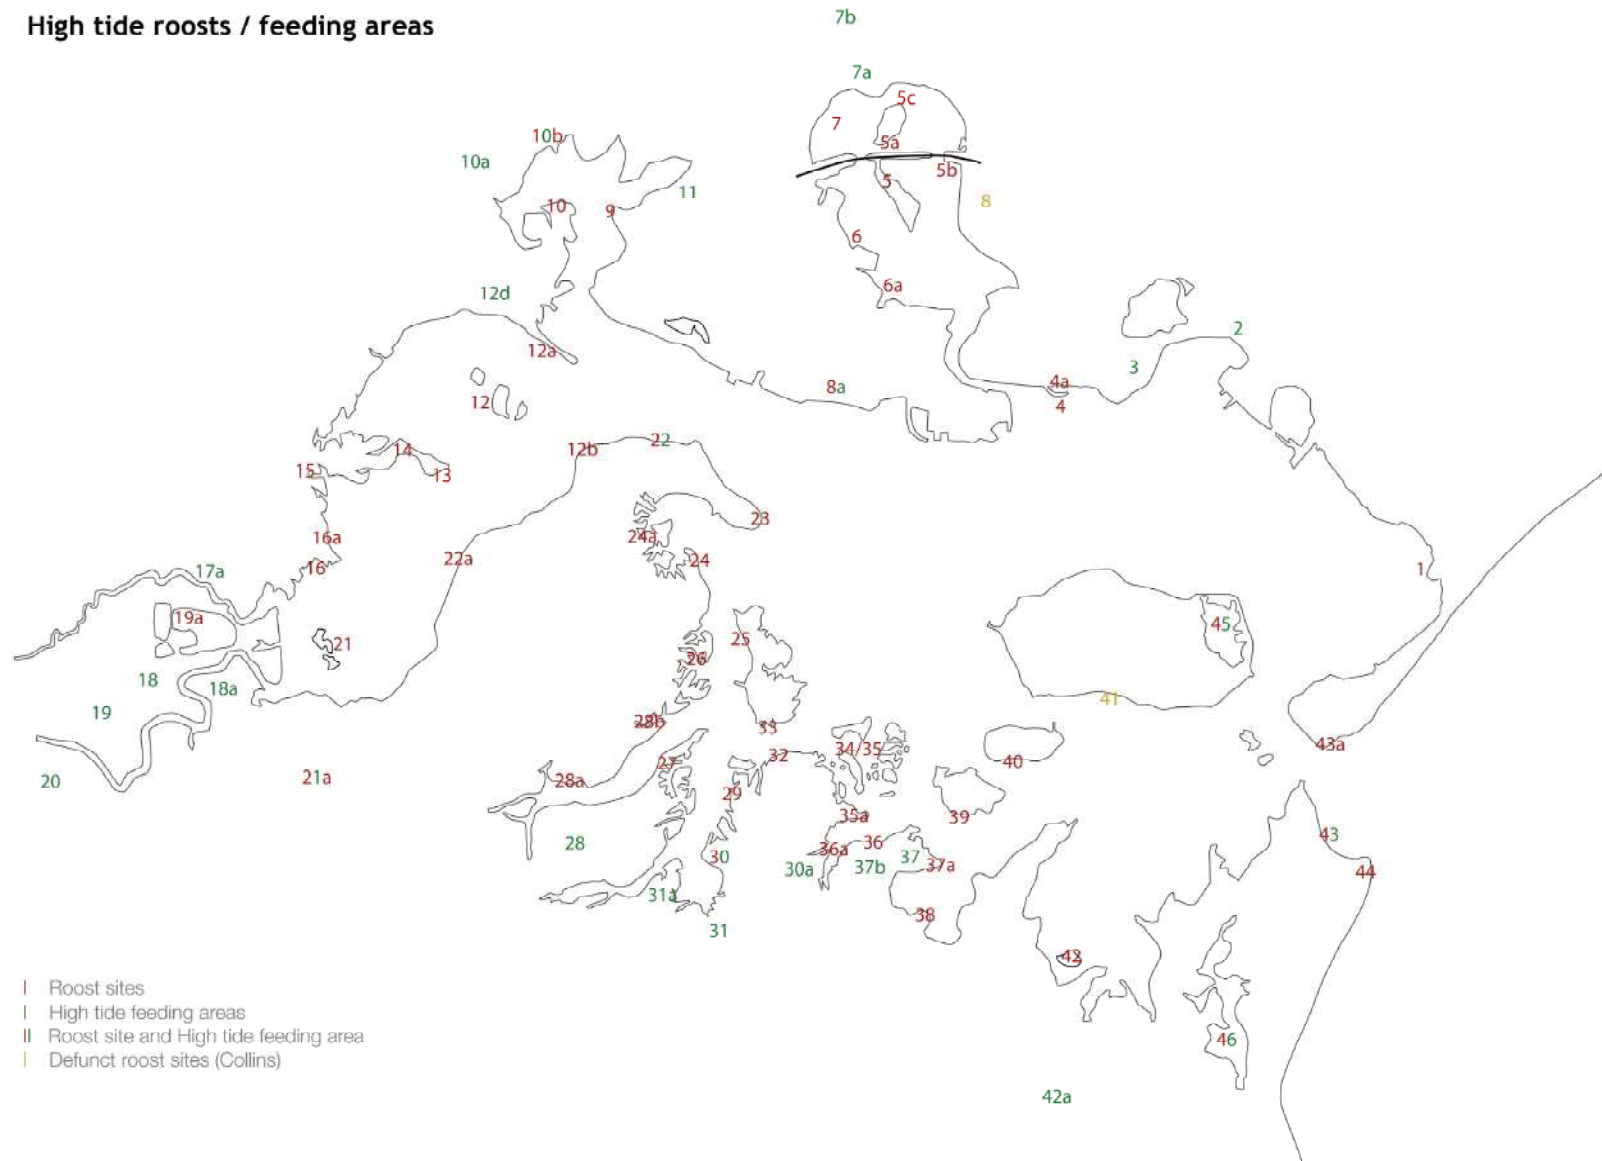 High tide roosts / feeding areas
7b
7a
5c
7
10b
5a
10a
5b
5
11
8
10
9
6
6a
12d
2
12a
3
4a
8a
12
4
22
12b
14
15
13
23
16a
24a
22a
24
16
1
17a
19a
45
25
21
26
18
18a
41
19
28b
33
43a
34/35
32
40
27
21a
28a
20
29
35a
39
43
28
36
36a
30
37
37a
30a
37b
44
31a
38
31
42
46
42a
Roost sites
High tide feeding areas
Roost site and High tide feeding area
Defunct roost sites (Collins)